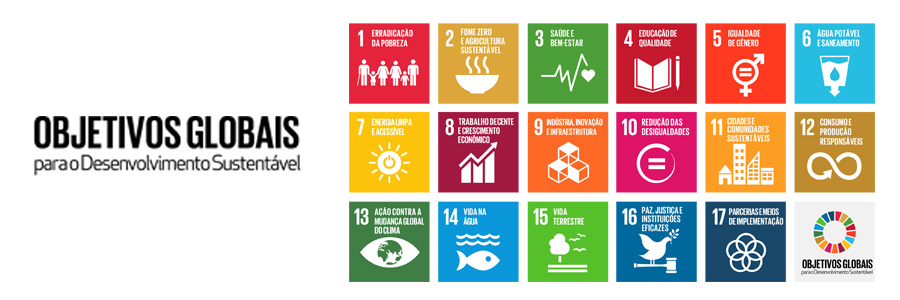 OBJETIVOS GLOBAIS
para o Desenvolvimento Sustentável
1 ERRADICAÇÃO
DA POBREZA
2 FOME ZERO
E AGRICULTURA
SUSTENTÁVEL
3 SAÚDE E
BEM-ESTAR
4 EDUCAÇÃO DE
QUALIDADE
5 IGUALDADE
DE GÊNERO
6 ÁGUA POTÁVEL
E SANEAMENTO
7 ENERGIA LIMPA
E ACESSÍVEL
8 TRABALHO DECENTE
E CRESCIMENTO
ECONÔMICO
9 INDÚSTRIA, INOVAÇÃO
E INFRAESTRUTURA
10 REDUÇÃO DAS
DESIGUALDADES
11 CIDADES E
COMUNIDADES
SUSTENTÁVEIS
12 CONSUMO E
PRODUÇÃO
RESPONSÁVEIS
13 AÇÃO CONTRA A
MUDANÇA GLOBAL
DO CLIMA
14 VIDA NA
ÁGUA
15 VIDA
TERRESTRE
16 PAZ, JUSTIÇA E
INSTITUIÇÕES
EFICAZES
17 PARCERIAS E MEIOS
DE IMPLEMENTAÇÃO
OBJETIVOS GLOBAIS
para o Desenvolvimento Sustentável